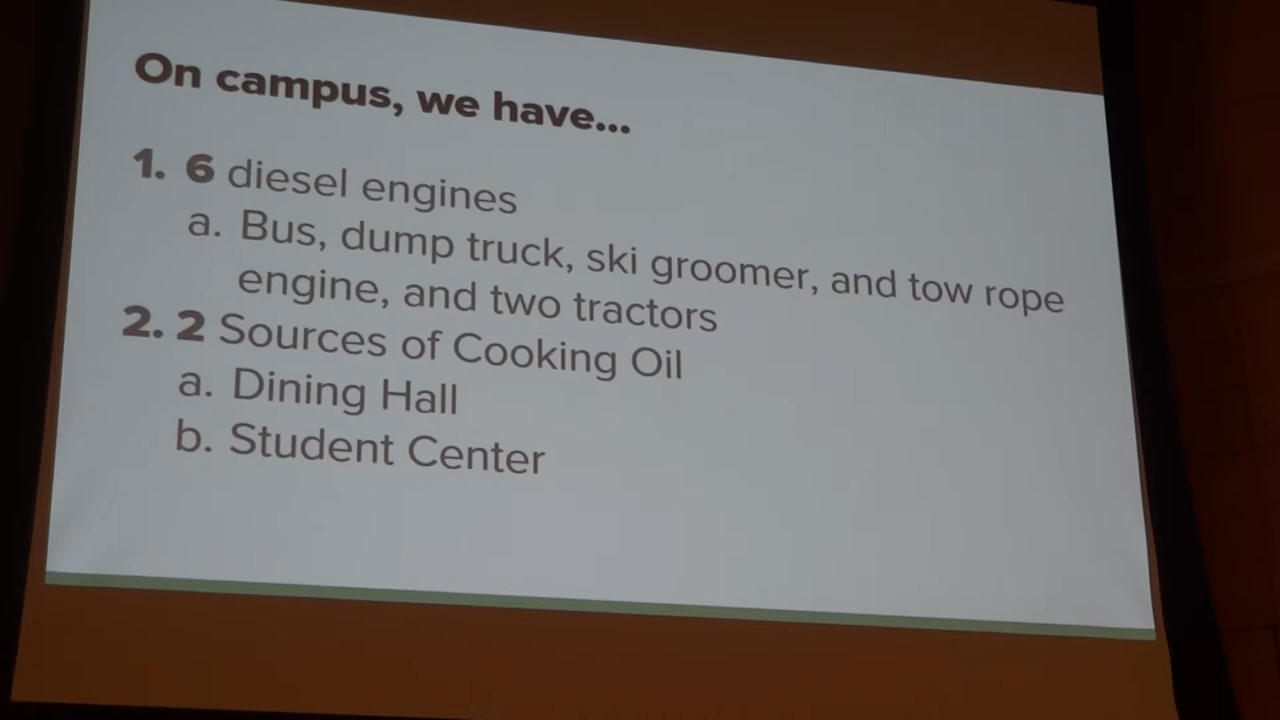 On campus, we have...
1. 6 diesel engines
a. Bus, dump truck, ski groomer, and tow rope
engine, and two tractors
2. 2 Sources of Cooking Oil
a. Dining Hall
b. Student Center